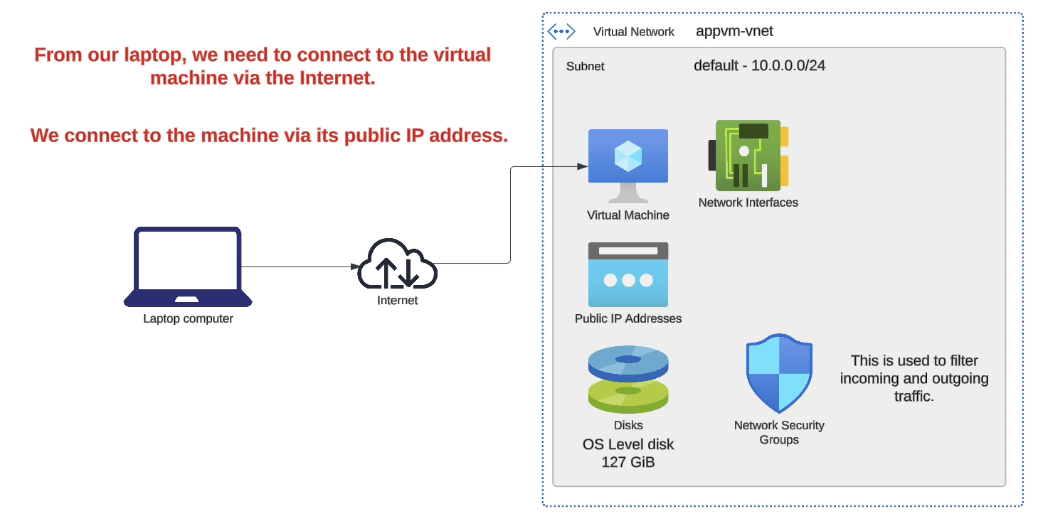 From our laptop, we need to connect to the virtual
machine via the Internet.
We connect to the machine via its public IP address.
Laptop computer
Internet
Virtual Network
appvm-vnet
Subnet
default - 10.0.0.0/24
Virtual Machine
Network Interfaces
Public IP Addresses
Disks
OS Level disk
127 GiB
Network Security
Groups
This is used to filter
incoming and outgoing
traffic.